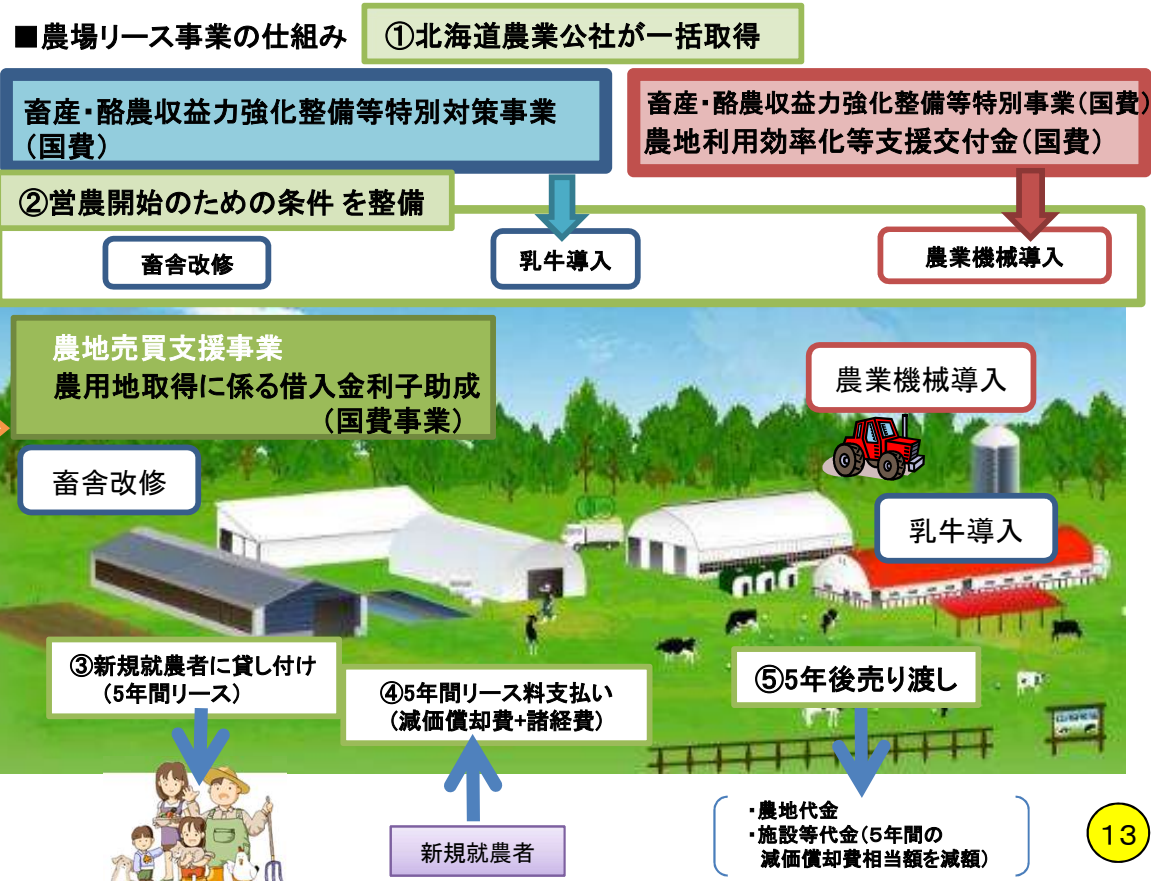 ■農場リース事業の仕組み
①北海道農業公社が一括取得
畜産・酪農収益力強化整備等特別対策事業
（国費）
畜産・酪農収益力強化整備等特別事業（国費）
農地利用効率化等支援交付金（国費）
②営農開始のための条件 を整備
畜舎改修
乳牛導入
農業機械導入
農地売買支援事業
農用地取得に係る借入金利子助成
（国費事業）
農業機械導入
畜舎改修
乳牛導入
③新規就農者に貸し付け
（5年間リース）
④5年間リース料支払い
（減価償却費+諸経費）
⑤5年後売り渡し
新規就農者
・農地代金
・施設等代金（５年間の
減価償却費相当額を減額）
13